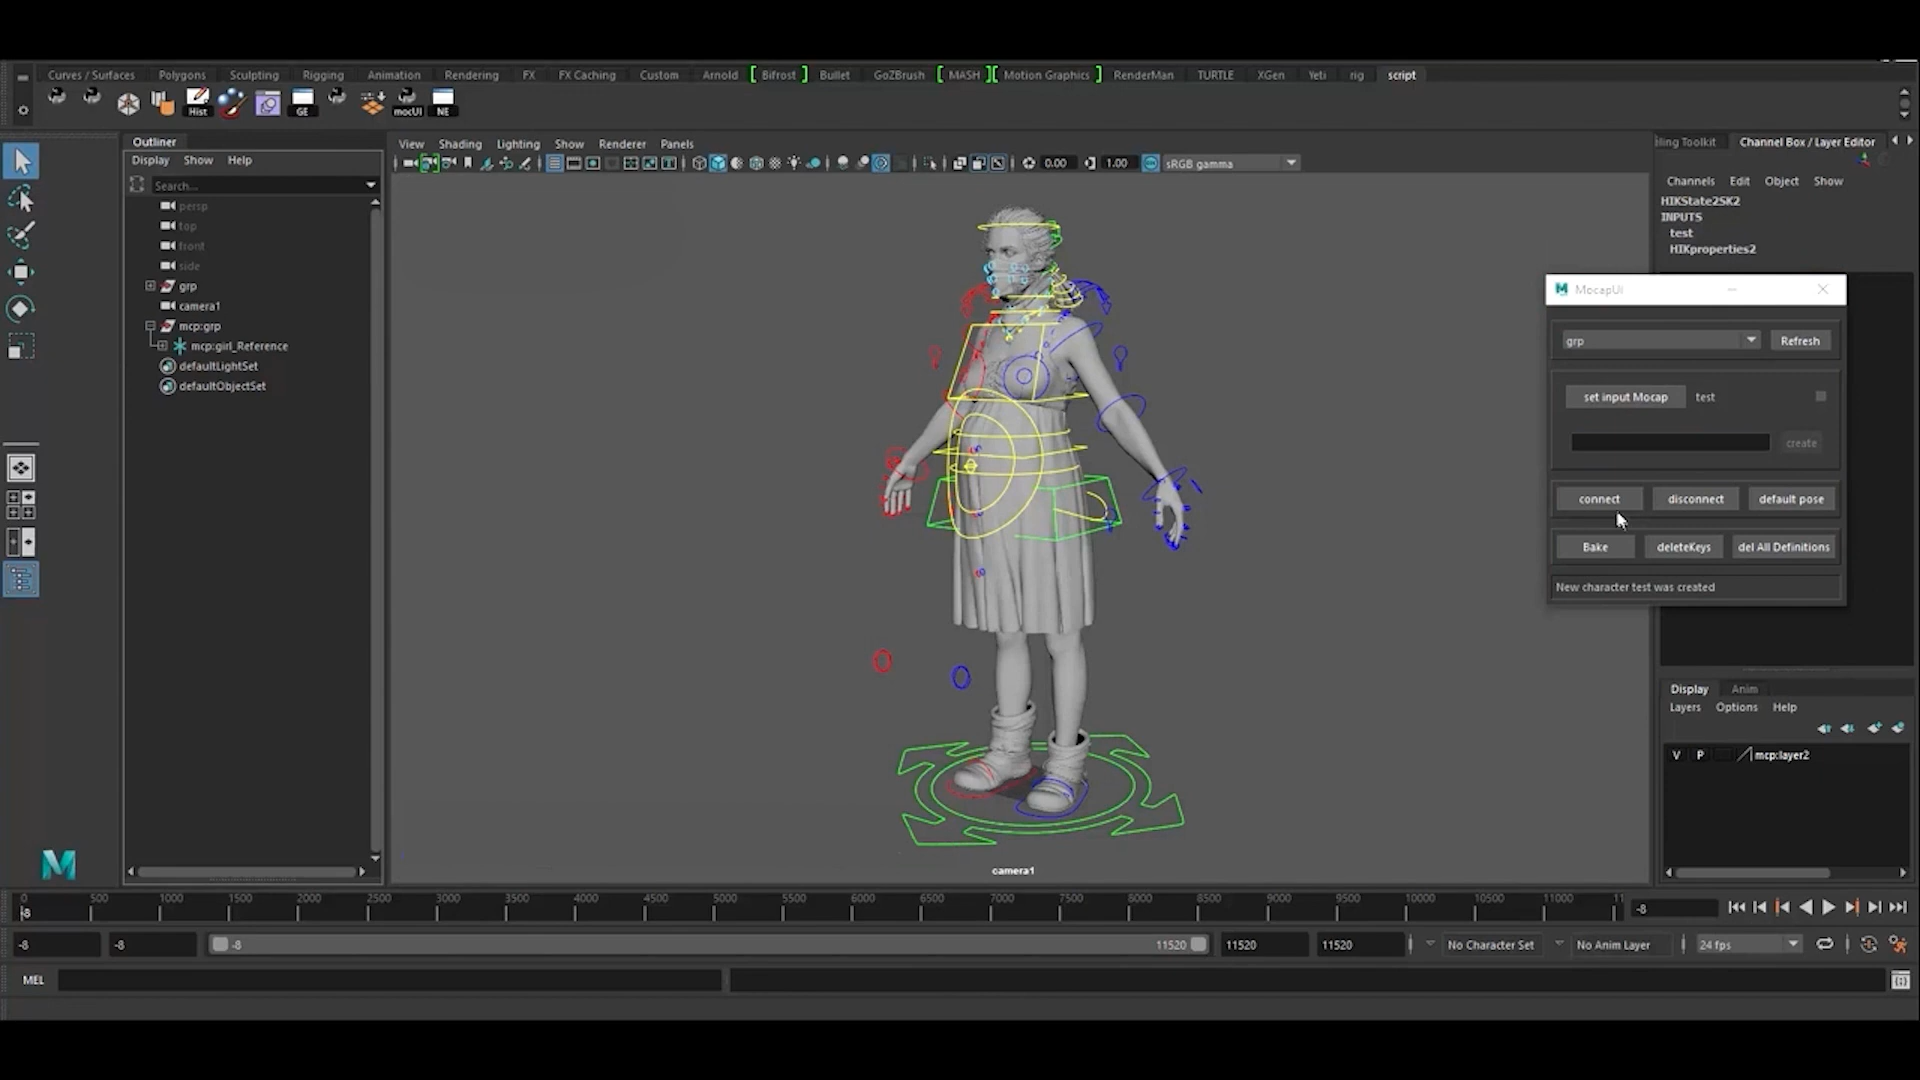 Curves / Surfaces Polygons Sculpting Rigging Animation Rendering FX FX Caching Custom Arnold [ Bifrost ] Bullet GoZBrush [ MASH ][ Motion Graphics ] RenderMan TURTLE XGen Yeti rig script
Hist GE mocUI NE
Outliner
Display Show Help
Search...
persp
top
front
side
grp
camera1
mcp:grp
mcp:girl_Reference
defaultLightSet
defaultObjectSet
View Shading Lighting Show Renderer Panels
0.00 1.00 sRGB gamma
camera1
ling Toolkit Channel Box / Layer Editor
Channels Edit Object Show
HIKState2SK2
INPUTS
test
HIKproperties2
MocapUI
grp Refresh
set input Mocap test
create
connect disconnect default pose
Bake deleteKeys del All Definitions
New character test was created
Display Anim
Layers Options Help
V P mcp:layer2
0 500 1000 1500 2000 2500 3000 3500 4000 4500 5000 5500 6000 6500 7000 7500 8000 8500 9000 9500 10000 10500 11000 11
-8 -8
-8 -8 -8 11520 11520 11520 No Character Set No Anim Layer 24 fps
MEL